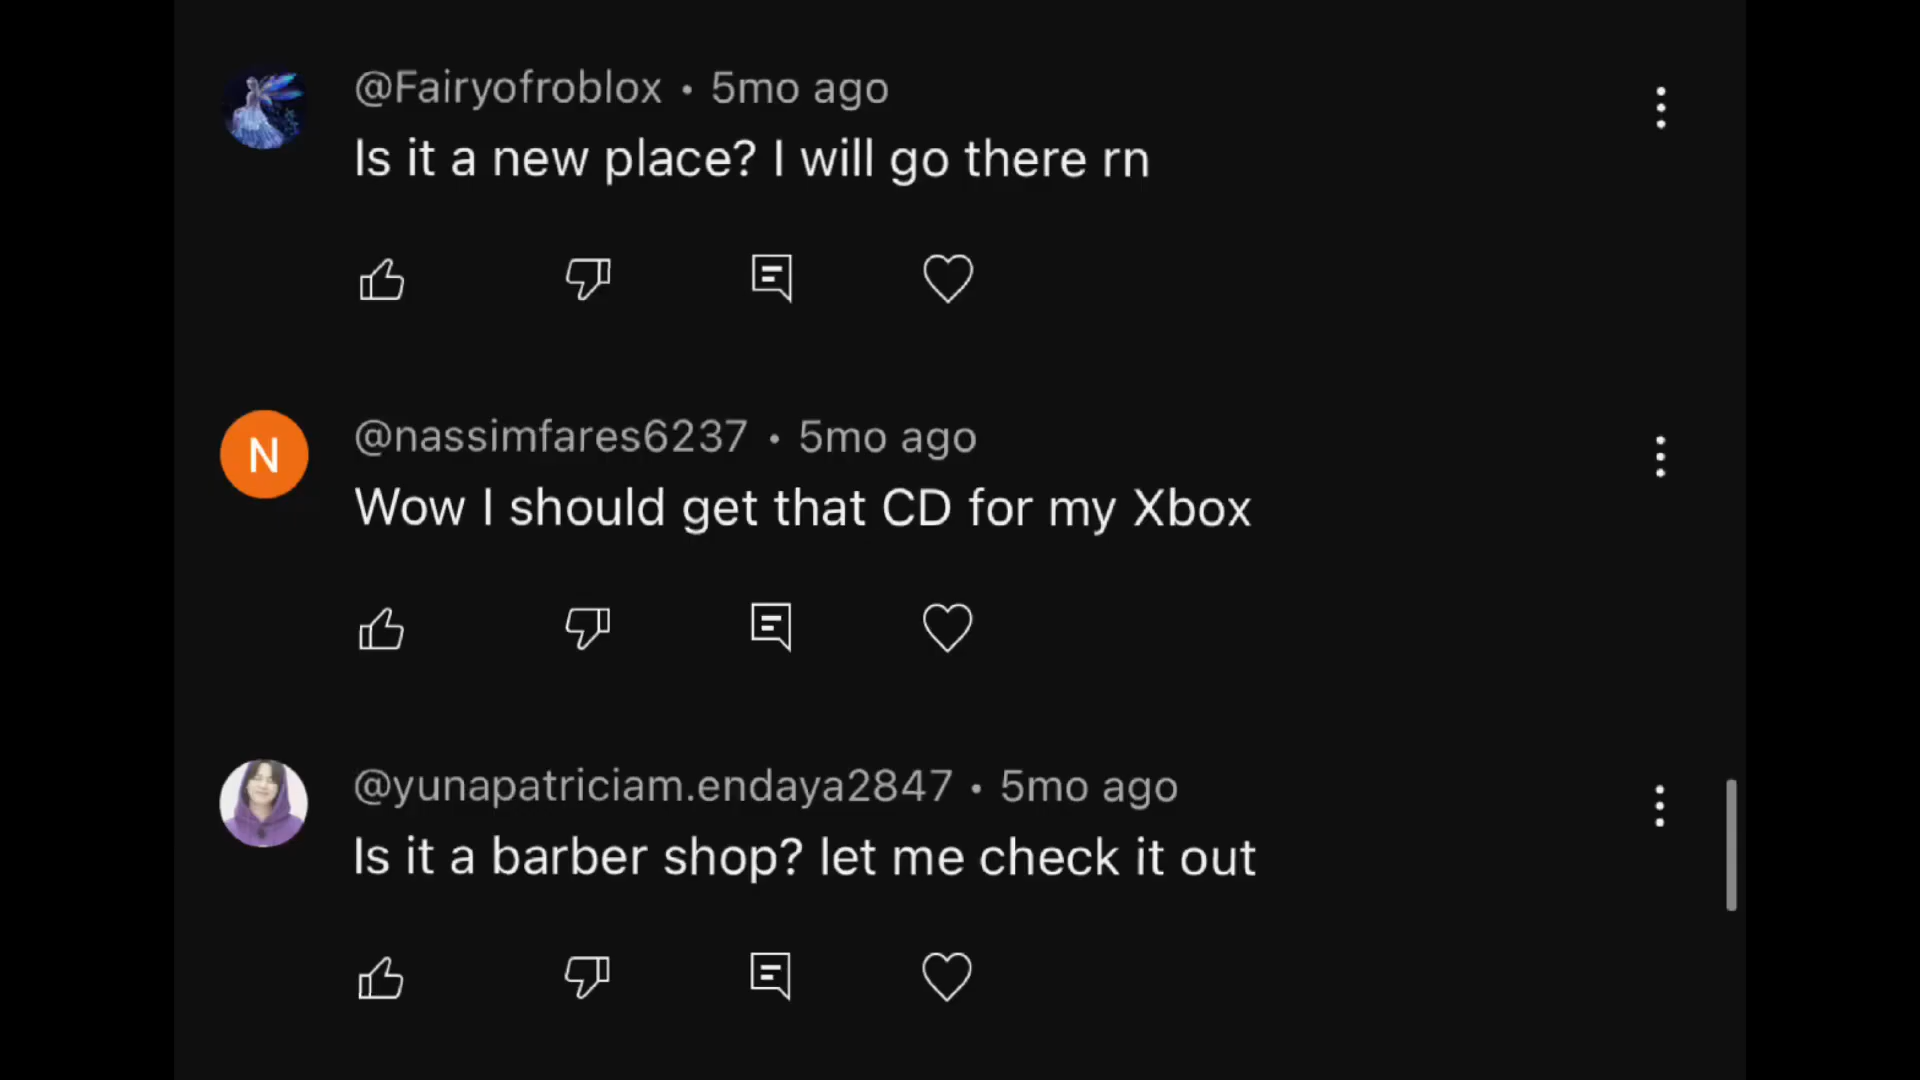 @Fairyofroblox • 5mo ago
Is it a new place? I will go there rn
N
@nassimfares6237 • 5mo ago
Wow I should get that CD for my Xbox
@yunapatriciam.endaya2847 • 5mo ago
Is it a barber shop? let me check it out